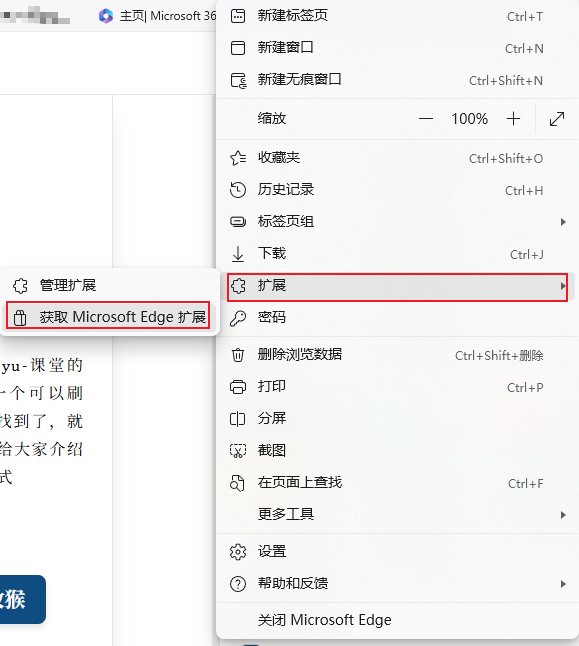 主页| Microsoft 36
新建标签页 Ctrl+T
新建窗口 Ctrl+N
新建无痕窗口 Ctrl+Shift+N
缩放 — 100% +
收藏夹 Ctrl+Shift+O
历史记录 Ctrl+H
标签页组
下载 Ctrl+J
扩展
密码
删除浏览数据 Ctrl+Shift+删除
打印 Ctrl+P
分屏
截图
在页面上查找 Ctrl+F
更多工具
设置
帮助和反馈
关闭 Microsoft Edge
管理扩展
获取 Microsoft Edge 扩展
yu-课堂的
一个可以刷
找到了，就
给大家介绍
式
猴